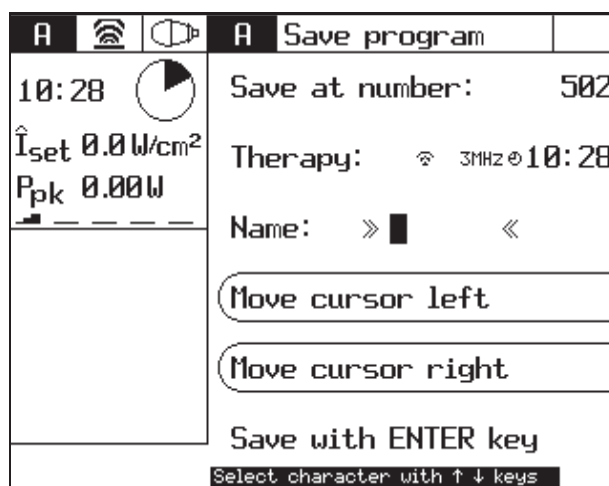 A
A Save program
10:28
Îset 0.0 W/cm²
Ppk 0.00W
Save at number: 502
Therapy: 3MHz 10:28
Name: » «
Move cursor left
Move cursor right
Save with ENTER key
Select character with ↑ ↓ keys